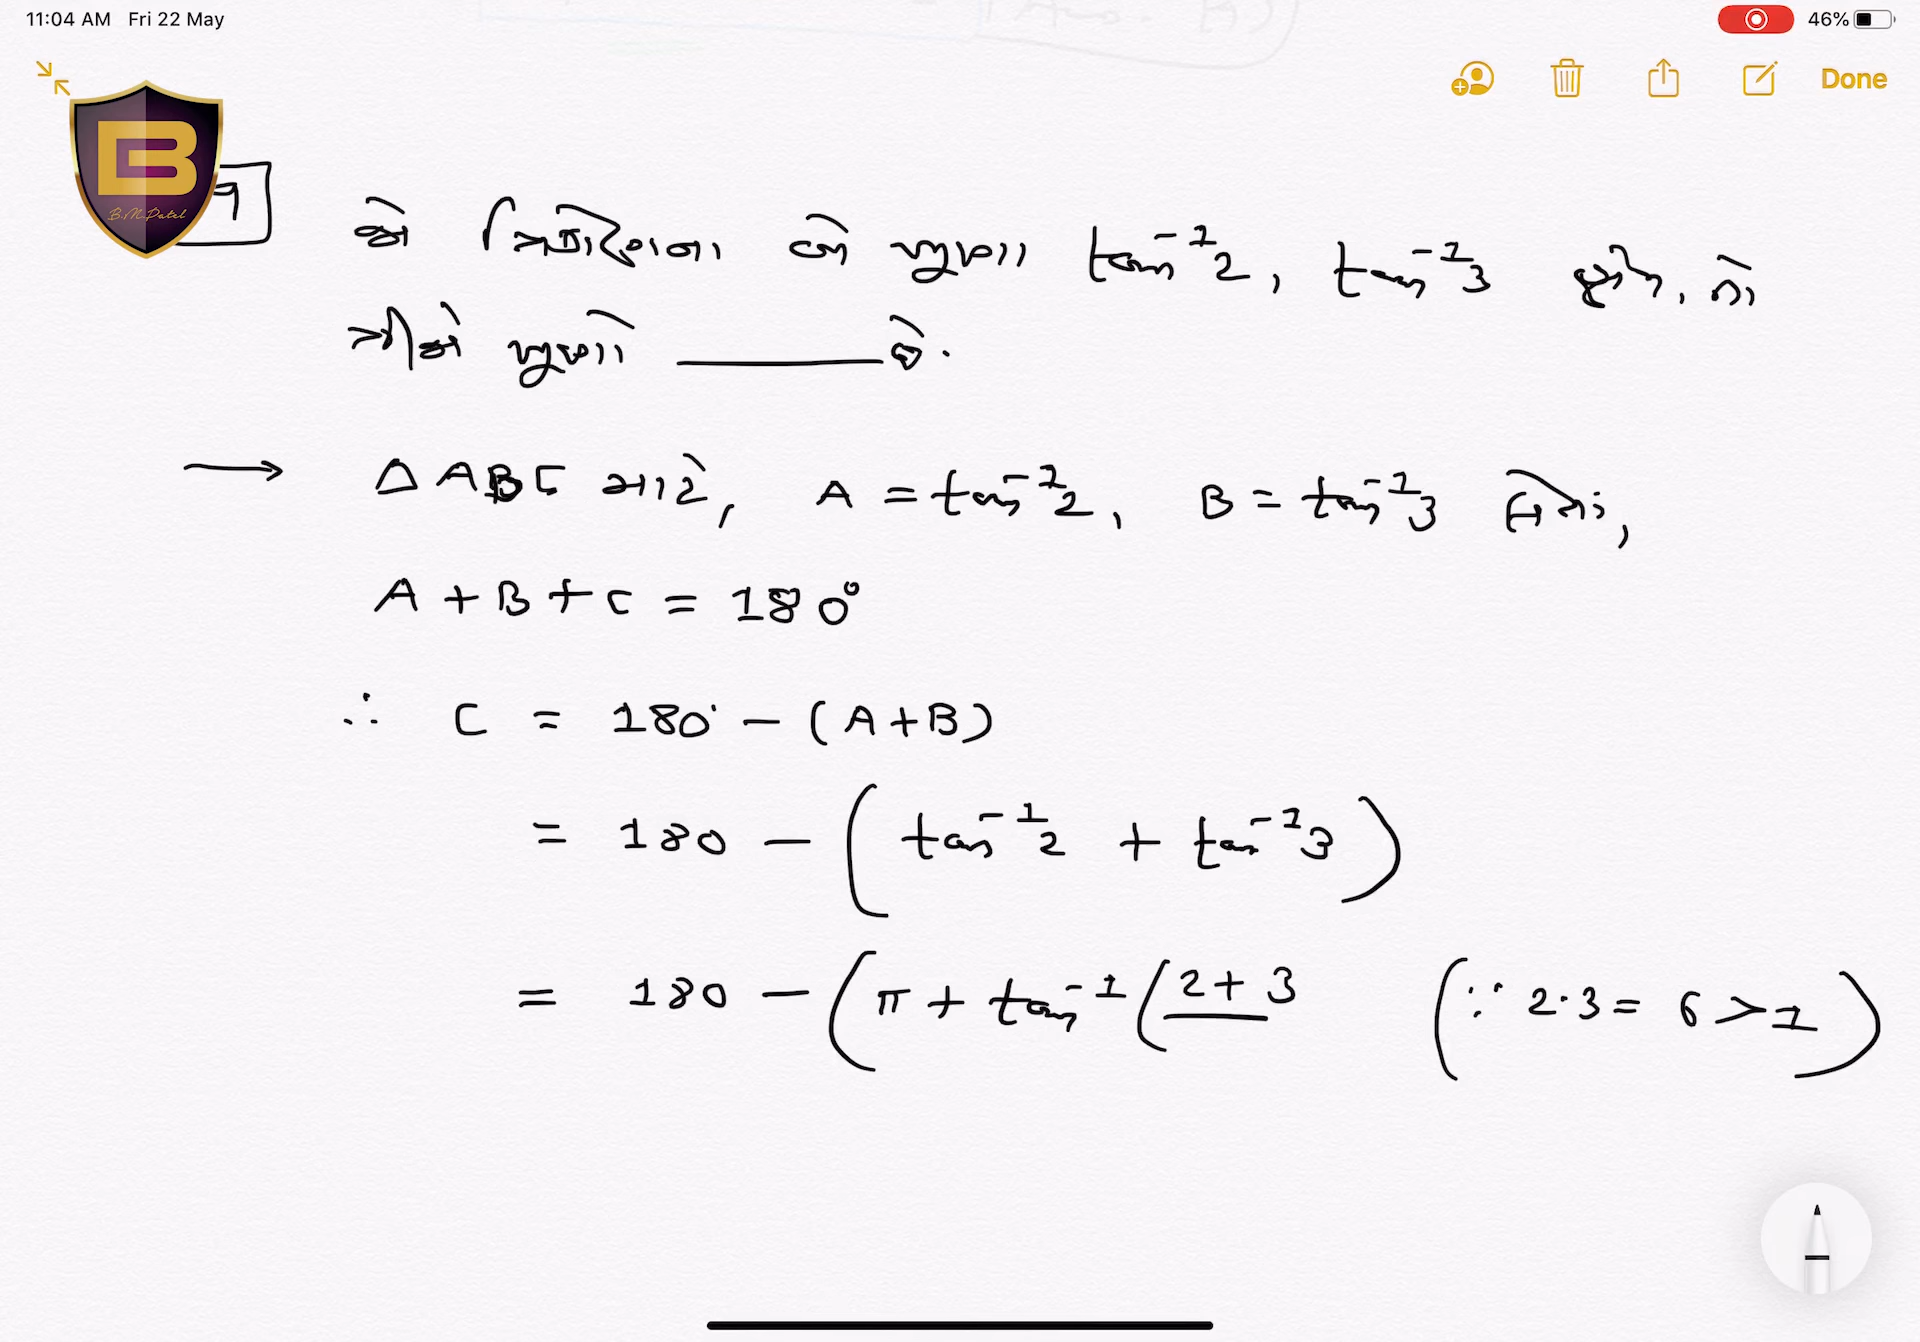 11:04 AM Fri 22 May 46%
Done
B.M.Patel
જો ત્રિકોણના બે ખૂણા tan⁻¹2, tan⁻¹3 હોય, તો
ત્રીજો ખૂણો ______ છે.
→ △ABC માટે, A = tan⁻¹2, B = tan⁻¹3 લેતાં,
A + B + C = 180°
∴ C = 180° − (A+B)
= 180 − (tan⁻¹2 + tan⁻¹3)
= 180 − (π + tan⁻¹(2+3 (∵ 2·3 = 6 > 1)